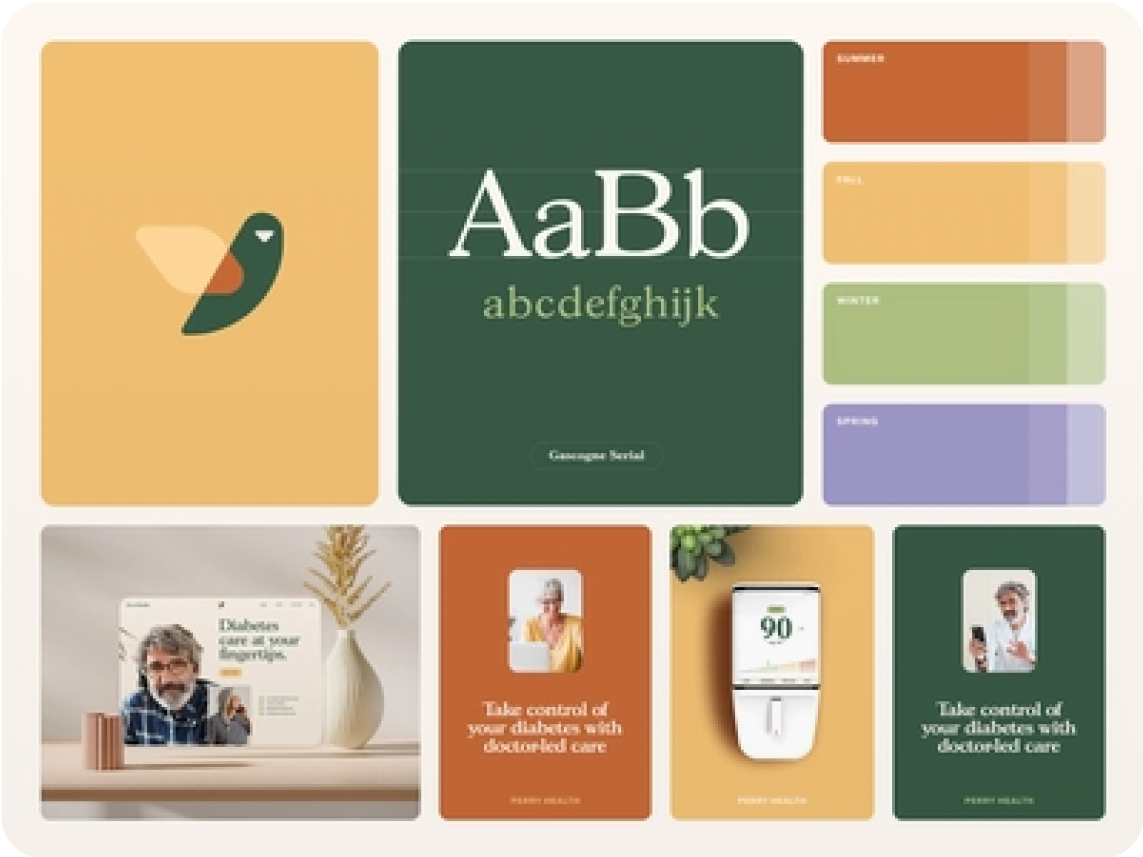 SUMMER
AaBb
FALL
abcdefghijk
WINTER
SPRING
Gascogne Serial
Diabetes
care at your
fingertips.
Take control of
your diabetes with
doctor-led care
PERRY HEALTH
90
PERRY HEALTH
Take control of
your diabetes with
doctor-led care
PERRY HEALTH